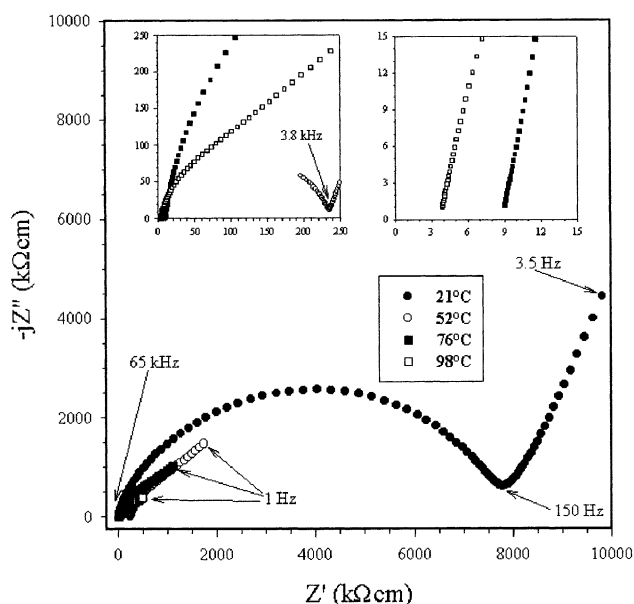 10000
8000
6000
4000
2000
0
-jZ" (kΩcm)
250
200
150
100
50
0
0 50 100 150 200 250
3.8 kHz
15
12
9
6
3
0
0 3 6 9 12 15
21°C
52°C
76°C
98°C
3.5 Hz
65 kHz
1 Hz
150 Hz
0 2000 4000 6000 8000 10000
Z' (kΩcm)